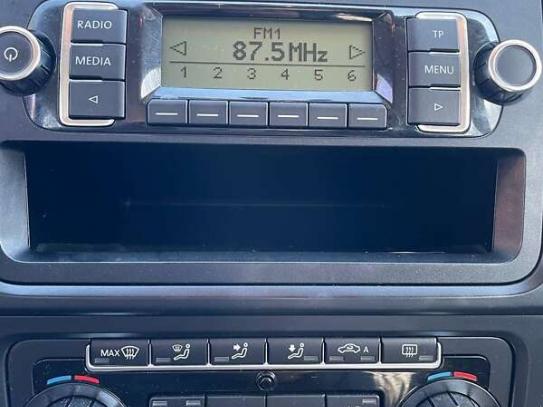 RADIO
MEDIA
FM1
87.5MHz
1 2 3 4 5 6
TP
MENU
MAX
A